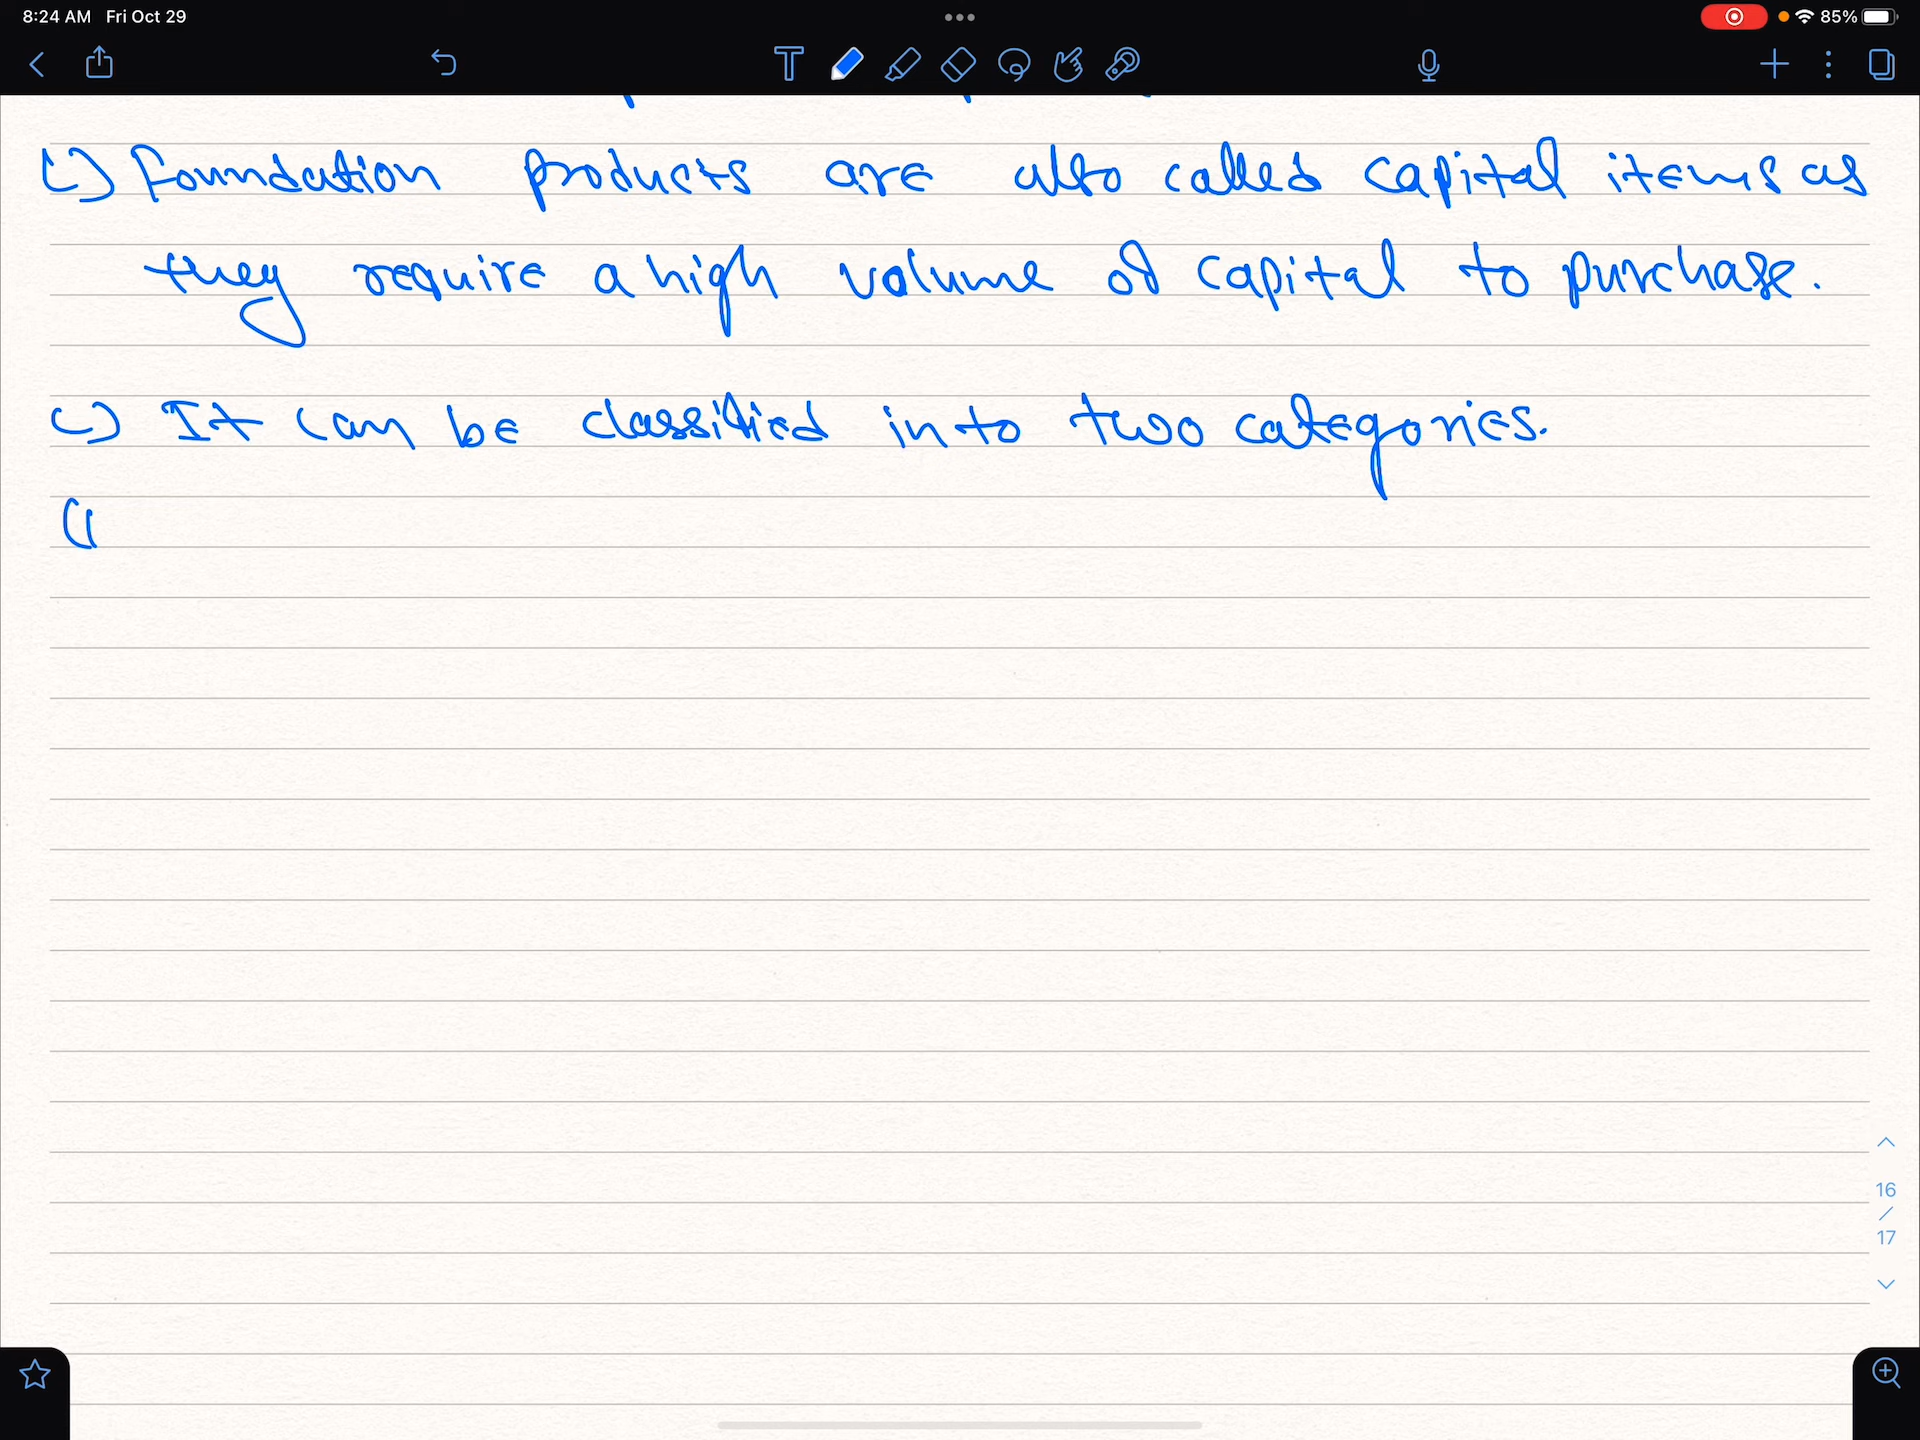 8:24 AM Fri Oct 29
85%
(-) Foundation products are also called capital items as
they require a high volume of capital to purchase.
(-) It can be classified into two categories.
(1
16
/
17